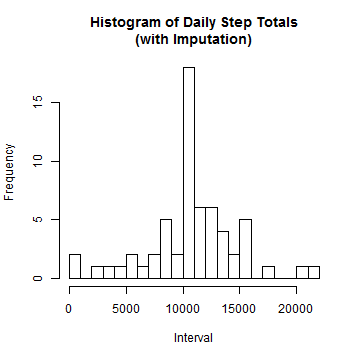 Histogram of Daily Step Totals
(with Imputation)
Frequency
15
10
5
0
0 5000 10000 15000 20000
Interval